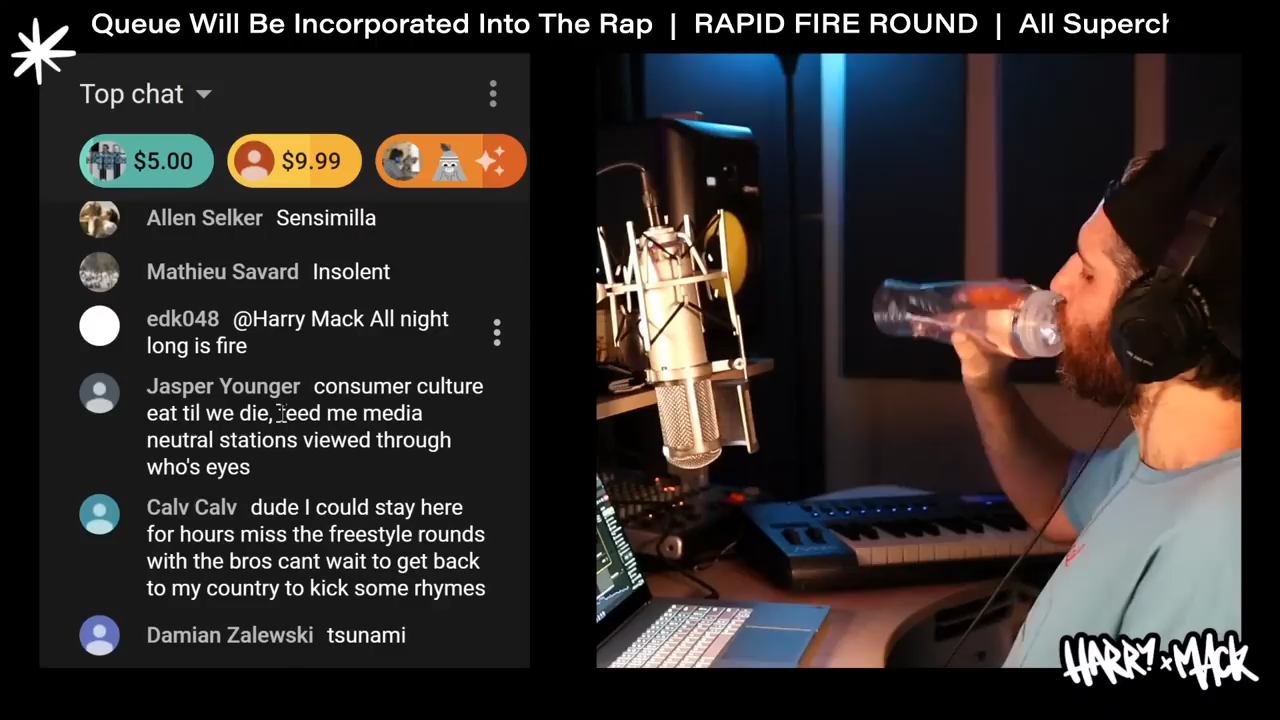 Queue Will Be Incorporated Into The Rap | RAPID FIRE ROUND | All Superch
Top chat
$5.00 $9.99
Allen Selker Sensimilla
Mathieu Savard Insolent
edk048 @Harry Mack All night
long is fire
Jasper Younger consumer culture
eat til we die, feed me media
neutral stations viewed through
who's eyes
Calv Calv dude I could stay here
for hours miss the freestyle rounds
with the bros cant wait to get back
to my country to kick some rhymes
Damian Zalewski tsunami
HARRY x MACK